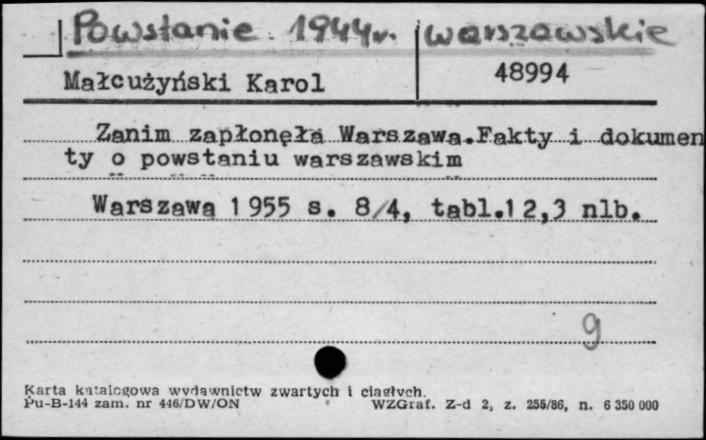 Powstanie 1944r. warszawskie
Małcużyński Karol 48994
Zanim zapłonęła Warszawa.Fakty i dokumen
ty o powstaniu warszawskim
Warszawa 1955 s. 8/4, tabl.12,3 nlb.
9
Karta katalogowa wydawnictw zwartych i ciągłych.
Pu-B-144 zam. nr 446/DW/ON WZGraf. Z-d 2, z. 255/86, n. 6 350 000